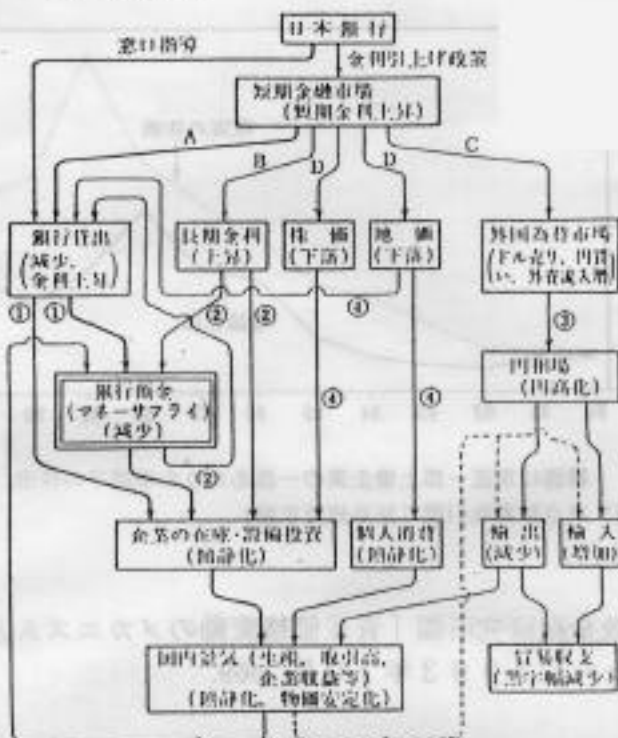 日本銀行
窓口指導
金利引上げ政策
短期金融市場
(短期金利上昇)
A
B
D
D
C
銀行貸出
(減少、
金利上昇)
長期金利
(上昇)
株価
(下落)
地価
(下落)
外国為替市場
(ドル売り、円買
い、外資流入増)
①
①
②
②
④
③
銀行預金
(マネーサプライ)
(減少)
円相場
(円高化)
④
④
②
企業の在庫・設備投資
(鎮静化)
個人消費
(鎮静化)
輸出
(減少)
輸入
(増加)
国内景気(生産、取引高、
企業収益等)
(鎮静化、物価安定化)
貿易収支
(黒字幅減少)